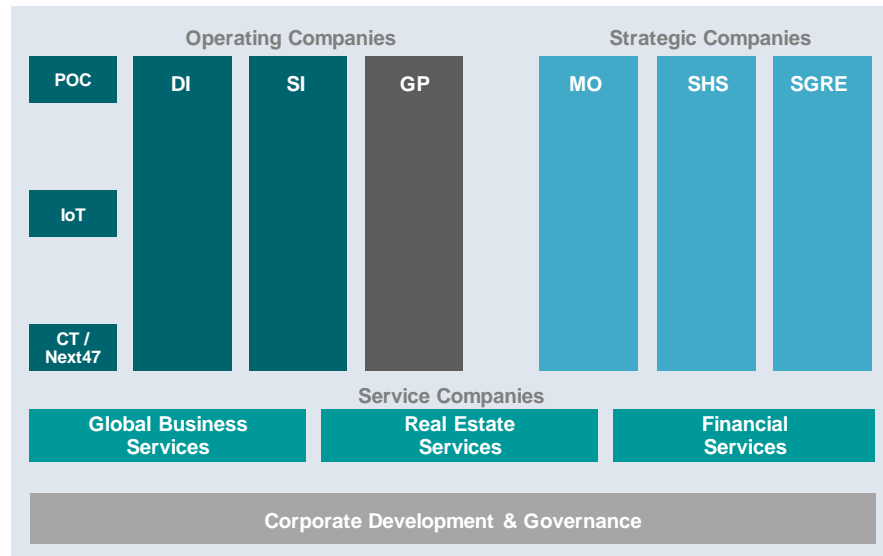 Operating Companies
Strategic Companies
POC
DI
SI
GP
MO
SHS
SGRE
IoT
CT /
Next47
Service Companies
Global Business
Services
Real Estate
Services
Financial
Services
Corporate Development & Governance